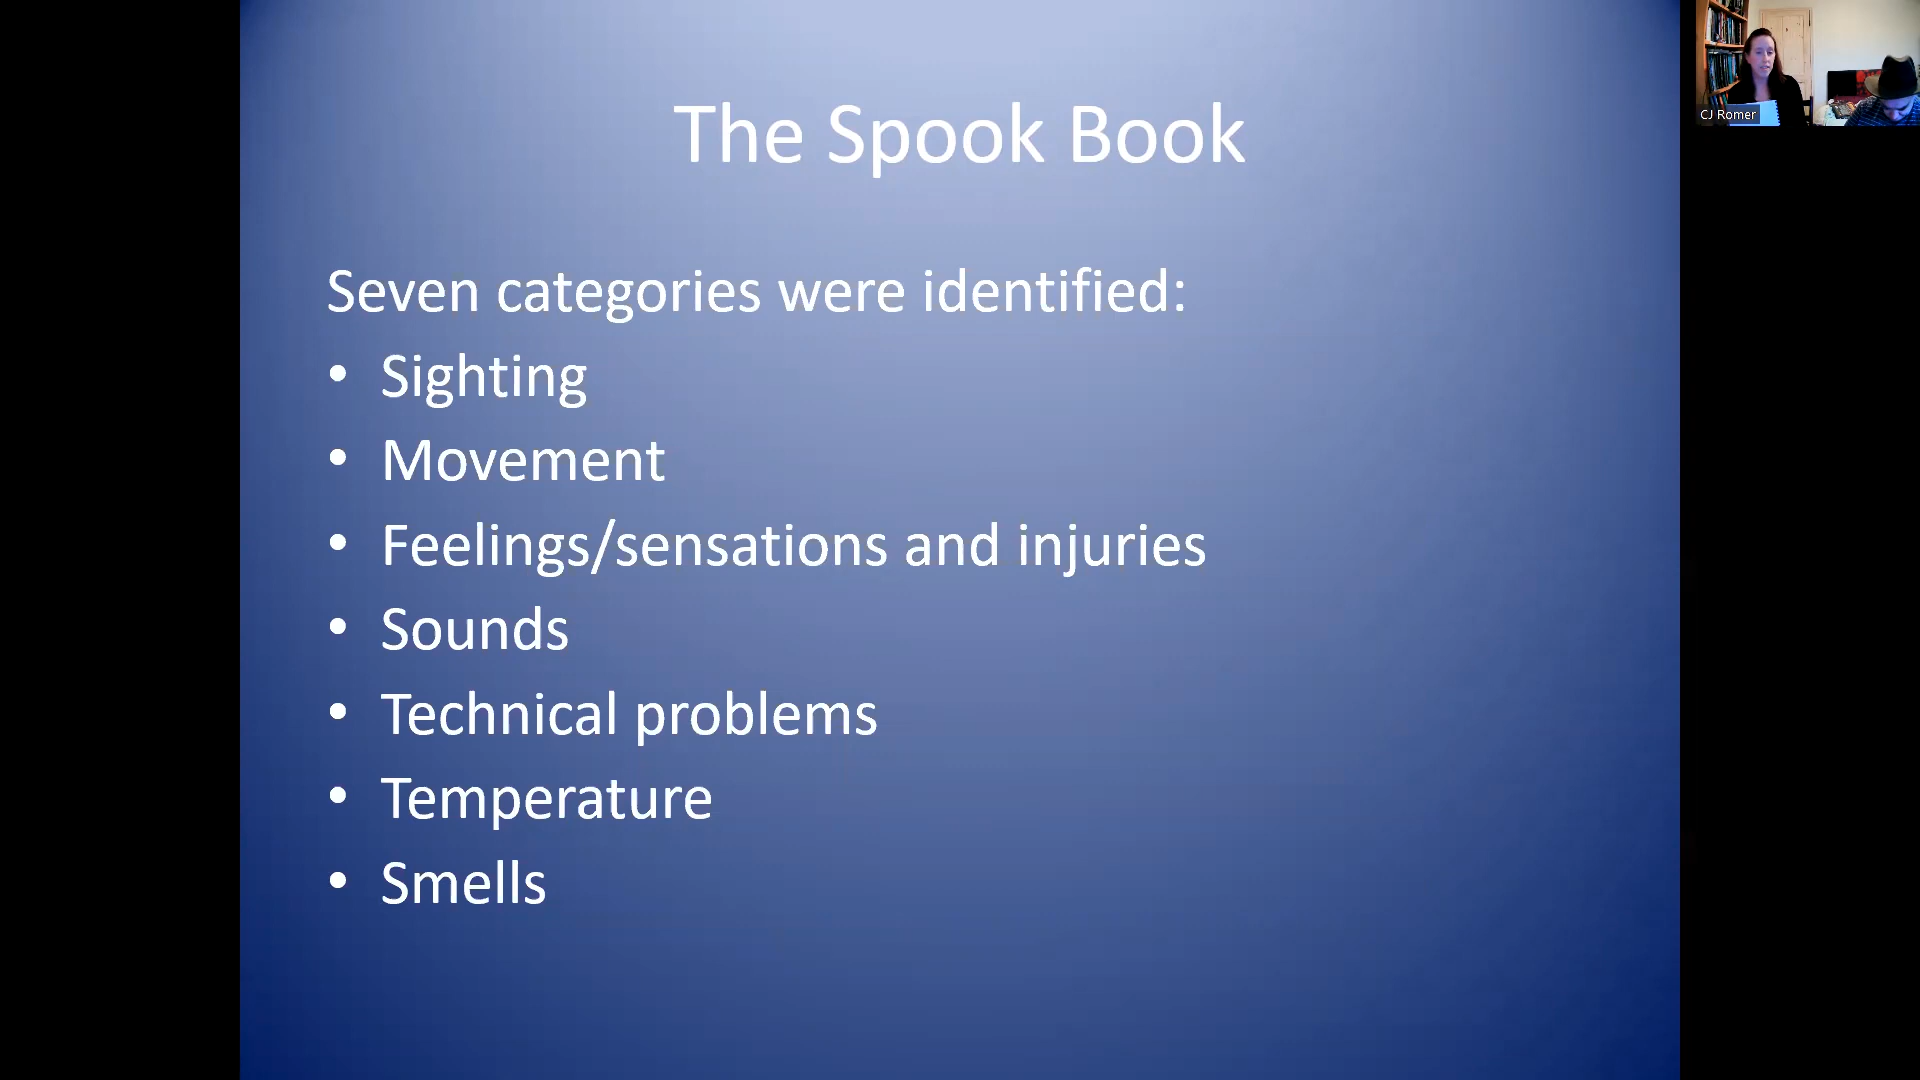 The Spook Book
Seven categories were identified:
• Sighting
• Movement
• Feelings/sensations and injuries
• Sounds
• Technical problems
• Temperature
• Smells
CJ Romer